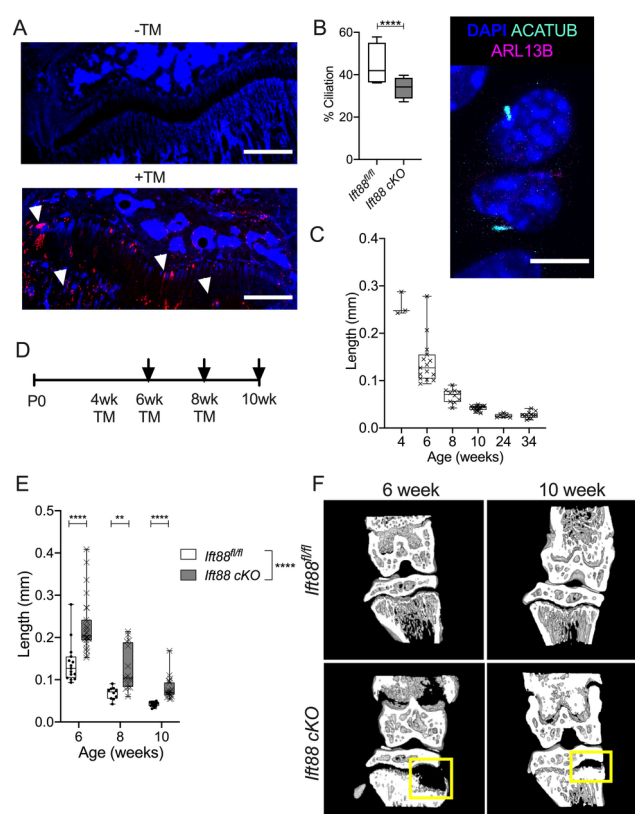 A
-TM
+TM
B
****
% Ciliation
60
40
20
0
Ift88fl/fl
Ift88 cKO
DAPI ACATUB
ARL13B
C
Length (mm)
0.4
0.3
0.2
0.1
0.0
4 6 8 10 24 34
Age (weeks)
D
P0 4wk 6wk 8wk 10wk
TM TM TM
E
**** ** ****
Length (mm)
0.5
0.4
0.3
0.2
0.1
0.0
6 8 10
Age (weeks)
Ift88fl/fl
Ift88 cKO
****
F
6 week 10 week
Ift88fl/fl
Ift88 cKO